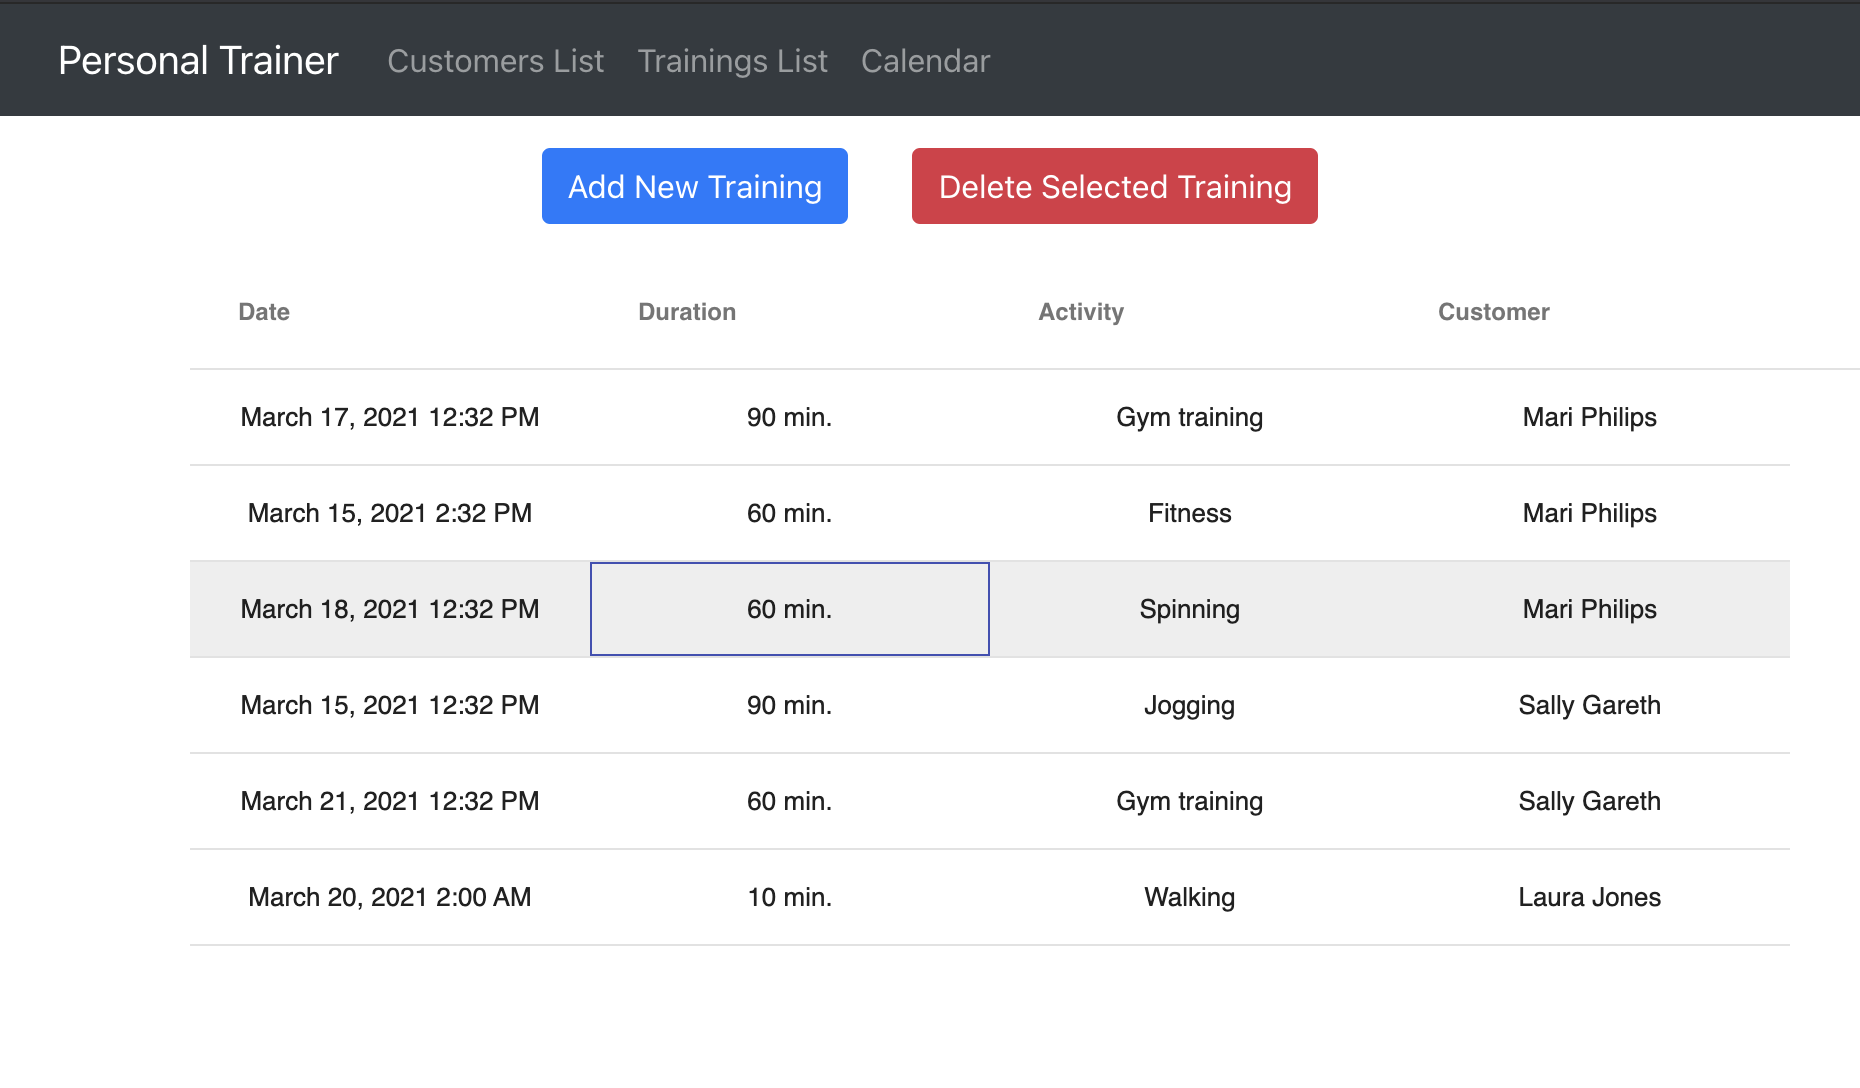 Personal Trainer Customers List Trainings List Calendar
Add New Training Delete Selected Training
Date Duration Activity Customer
March 17, 2021 12:32 PM 90 min. Gym training Mari Philips
March 15, 2021 2:32 PM 60 min. Fitness Mari Philips
March 18, 2021 12:32 PM 60 min. Spinning Mari Philips
March 15, 2021 12:32 PM 90 min. Jogging Sally Gareth
March 21, 2021 12:32 PM 60 min. Gym training Sally Gareth
March 20, 2021 2:00 AM 10 min. Walking Laura Jones